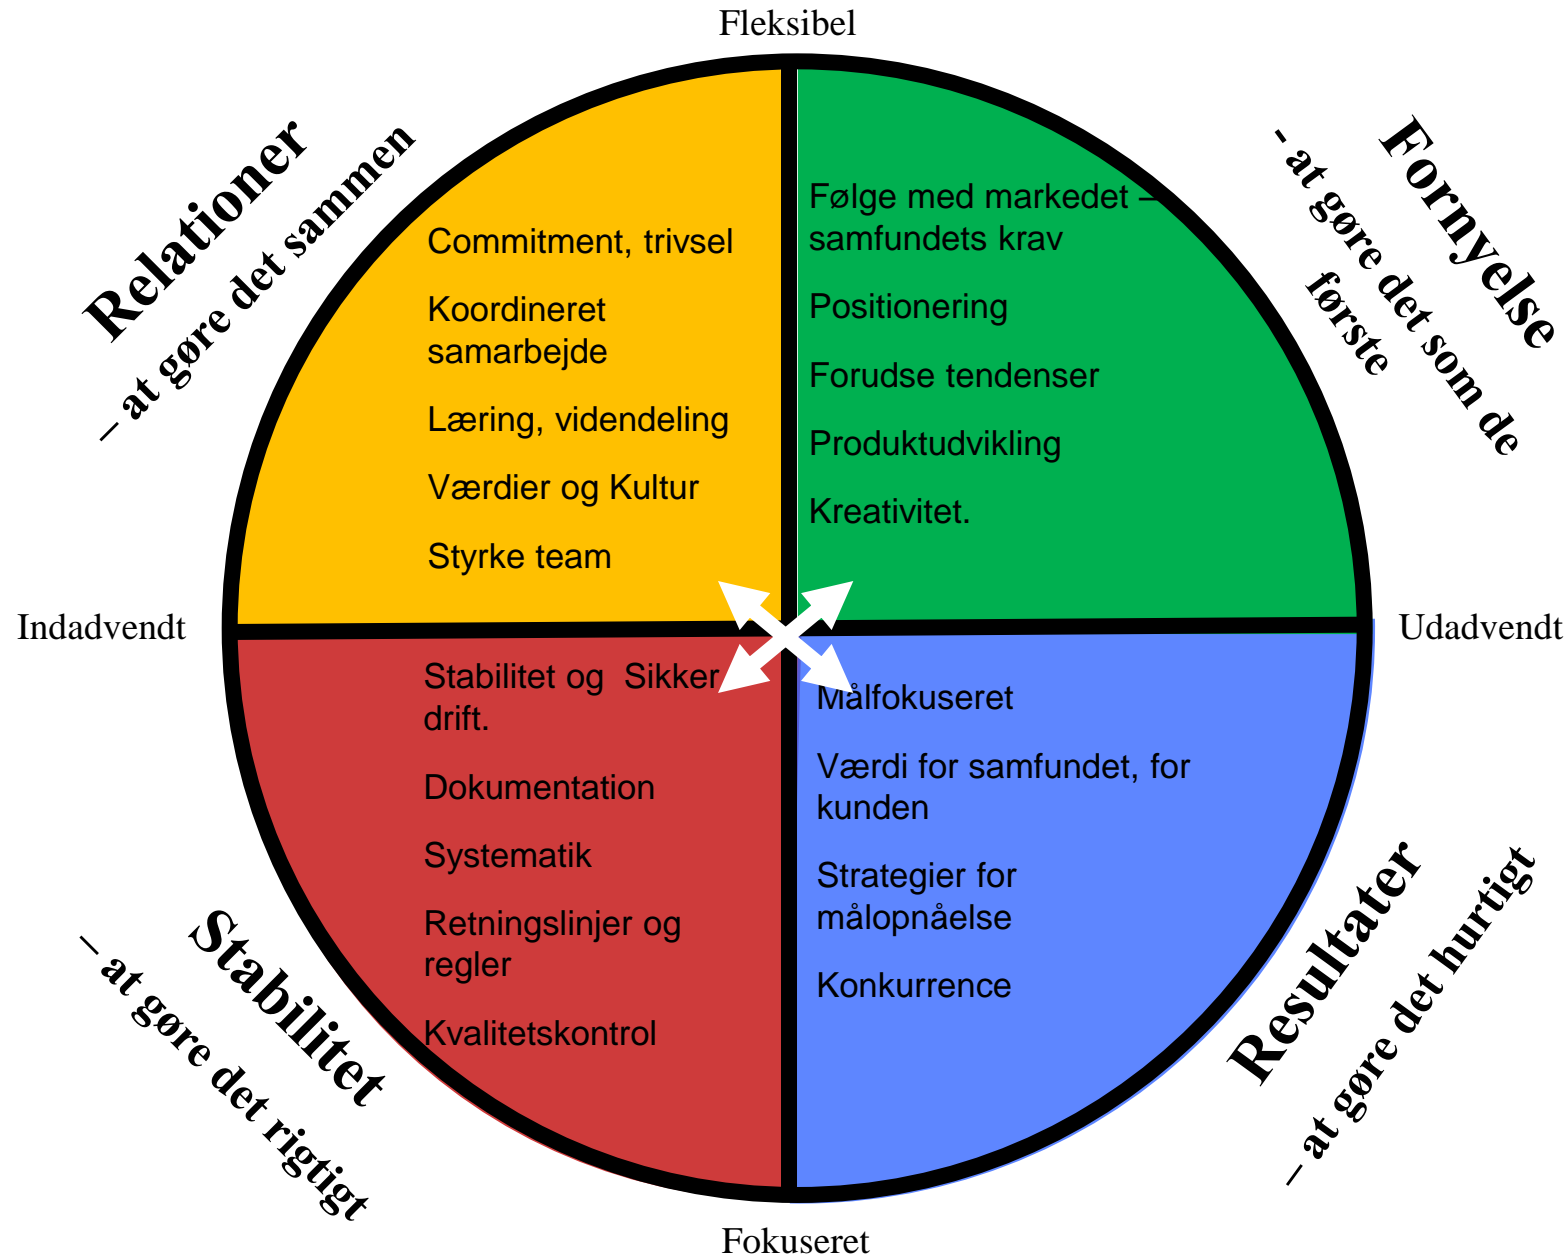 Fleksibel
Relationer
– at gøre det sammen
Fornyelse
- at gøre det som de
første
Commitment, trivsel
Koordineret
samarbejde
Læring, videndeling
Værdier og Kultur
Styrke team
Følge med markedet –
samfundets krav
Positionering
Forudse tendenser
Produktudvikling
Kreativitet.
Indadvendt
Udadvendt
Stabilitet og  Sikker
drift.
Dokumentation
Systematik
Retningslinjer og
regler
Kvalitetskontrol
Målfokuseret
Værdi for samfundet, for
kunden
Strategier for
målopnåelse
Konkurrence
Stabilitet
– at gøre det rigtigt
Resultater
– at gøre det hurtigt
Fokuseret